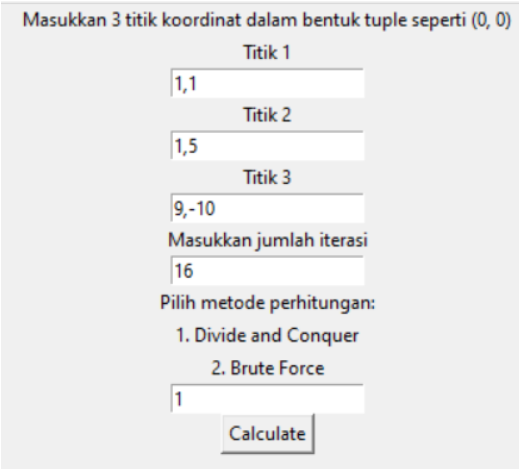 Masukkan 3 titik koordinat dalam bentuk tuple seperti (0, 0)
Titik 1
1,1
Titik 2
1,5
Titik 3
9,-10
Masukkan jumlah iterasi
16
Pilih metode perhitungan:
1. Divide and Conquer
2. Brute Force
1
Calculate